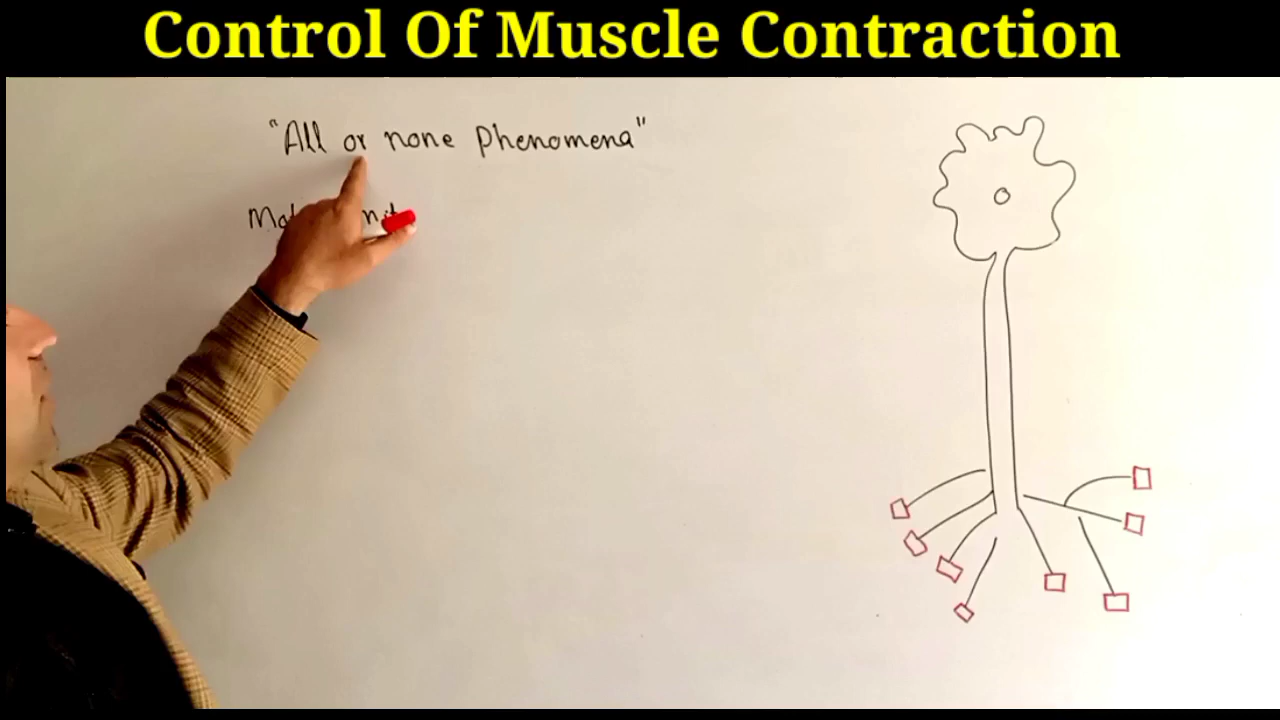 Control Of Muscle Contraction
"All or none Phenomena"